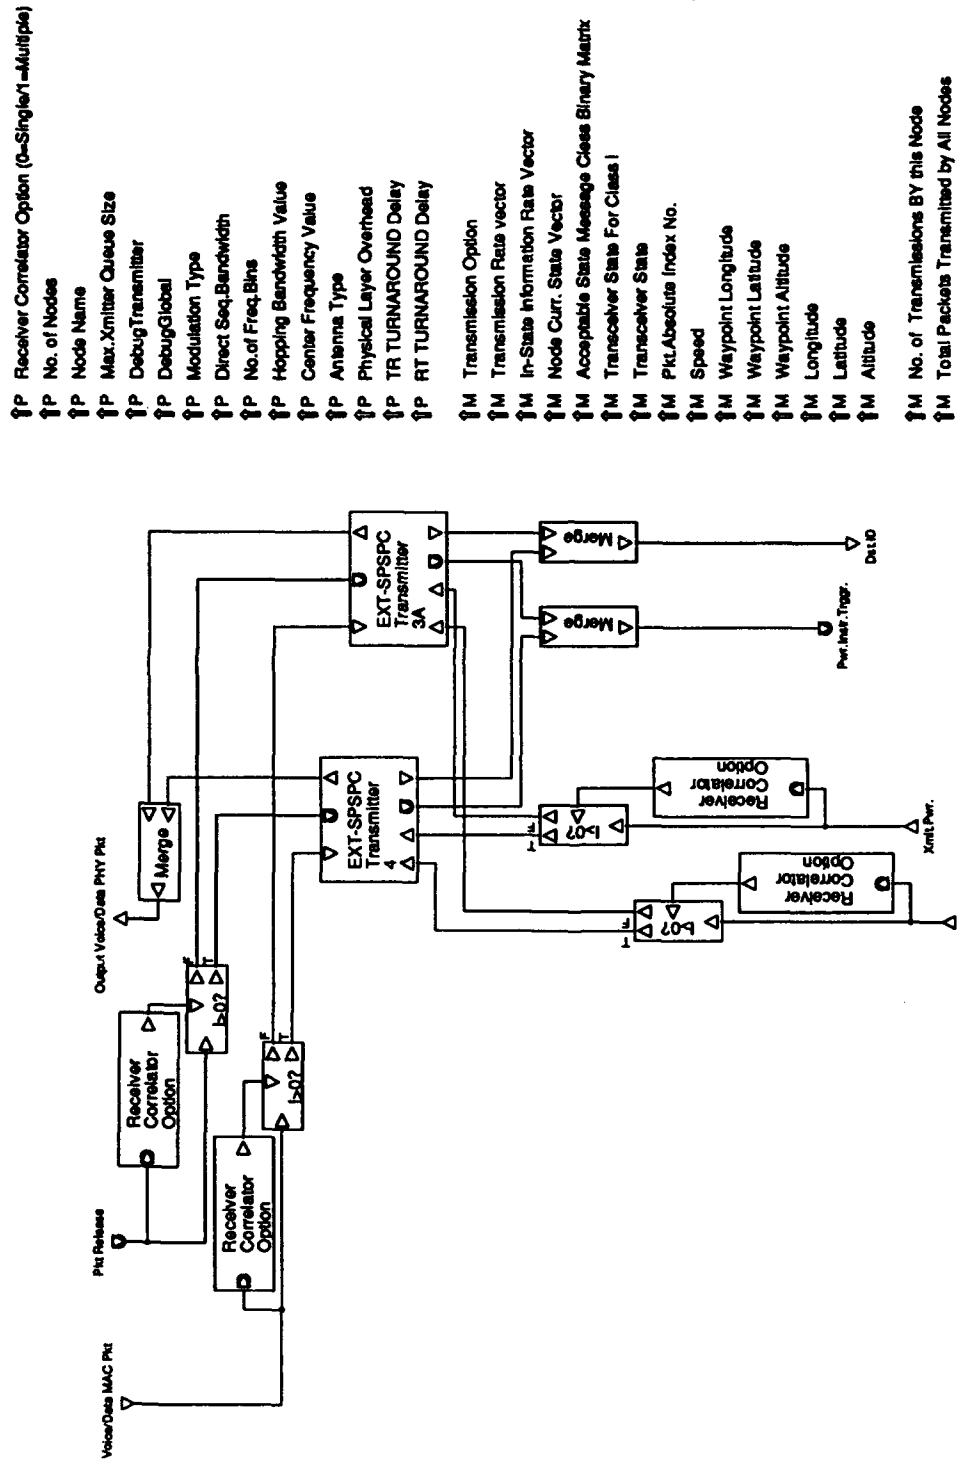 Receiver Correlator Option (0=Single/1=Multiple)
P No. of Nodes
P Node Name
P Max.Xmitter Queue Size
P DebugTransmitter
P DebugGlobal
P Modulation Type
P Direct Seq.Bandwidth
P No.of Freq.Bins
P Hopping Bandwidth Value
P Center Frequency Value
P Antenna Type
P Physical Layer Overhead
P TR TURNAROUND Delay
P RT TURNAROUND Delay
M Transmission Option
M Transmission Rate vector
M In-State Information Rate Vector
M Node Curr. State Vector
M Acceptable State Message Class Binary Matrix
M Transceiver State For Class I
M Transceiver State
M Pkt.Absolute Index No.
M Speed
M Waypoint Longitude
M Waypoint Latitude
M Waypoint Altitude
M Longitude
M Latitude
M Altitude
M No. of Transmissions BY this Node
M Total Packets Transmitted by All Nodes
Voice/Data MAC Pkt
Pkt Release
Output Voice/Data PHY Pkt
Receiver
Correlator
Option
I>0?
F
T
Receiver
Correlator
Option
I>0?
F
T
Merge
EXT-SPSPC
Transmitter
4
EXT-SPSPC
Transmitter
3A
Receiver
Correlator
Option
I>0?
T
F
Receiver
Correlator
Option
I>0?
T
F
Merge
Merge
Xmit Pwr.
Pwr.Instr.Trggr.
Dst ID